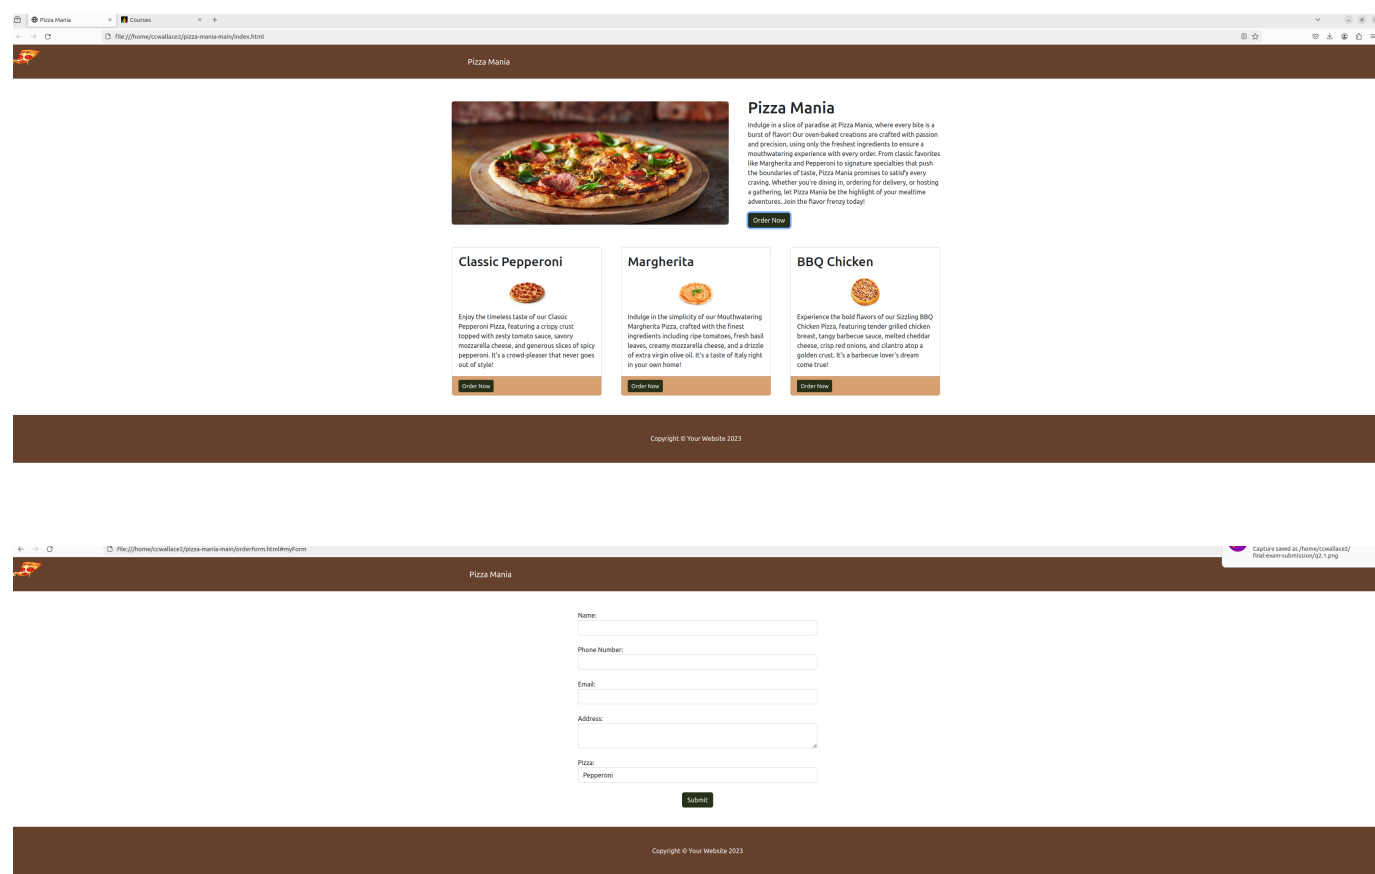 Pizza Mania
Courses
file:///home/ccwallace2/pizza-mania-main/index.html
Pizza Mania
Pizza Mania
Indulge in a slice of paradise at Pizza Mania, where every bite is a
burst of flavor! Our oven-baked creations are crafted with passion
and precision, using only the freshest ingredients to ensure a
mouthwatering experience with every order. From classic favorites
like Margherita and Pepperoni to signature specialties that push
the boundaries of taste, Pizza Mania promises to satisfy every
craving. Whether you're dining in, ordering for delivery, or hosting
a gathering, let Pizza Mania be the highlight of your mealtime
adventures. Join the flavor frenzy today!
Order Now
Classic Pepperoni
Enjoy the timeless taste of our Classic
Pepperoni Pizza, featuring a crispy crust
topped with zesty tomato sauce, savory
mozzarella cheese, and generous slices of spicy
pepperoni. It's a crowd-pleaser that never goes
out of style!
Order Now
Margherita
Indulge in the simplicity of our Mouthwatering
Margherita Pizza, crafted with the finest
ingredients including ripe tomatoes, fresh basil
leaves, creamy mozzarella cheese, and a drizzle
of extra virgin olive oil. It's a taste of Italy right
in your own home!
Order Now
BBQ Chicken
Experience the bold flavors of our Sizzling BBQ
Chicken Pizza, featuring tender grilled chicken
breast, tangy barbecue sauce, melted cheddar
cheese, crisp red onions, and cilantro atop a
golden crust. It's a barbecue lover's dream
come true!
Order Now
Copyright © Your Website 2023
file:///home/ccwallace2/pizza-mania-main/orderform.html#myForm
Capture saved as /home/ccwallace2/
final-exam-submission/q2.1.png
Pizza Mania
Name:
Phone Number:
Email:
Address:
Pizza:
Pepperoni
Submit
Copyright © Your Website 2023